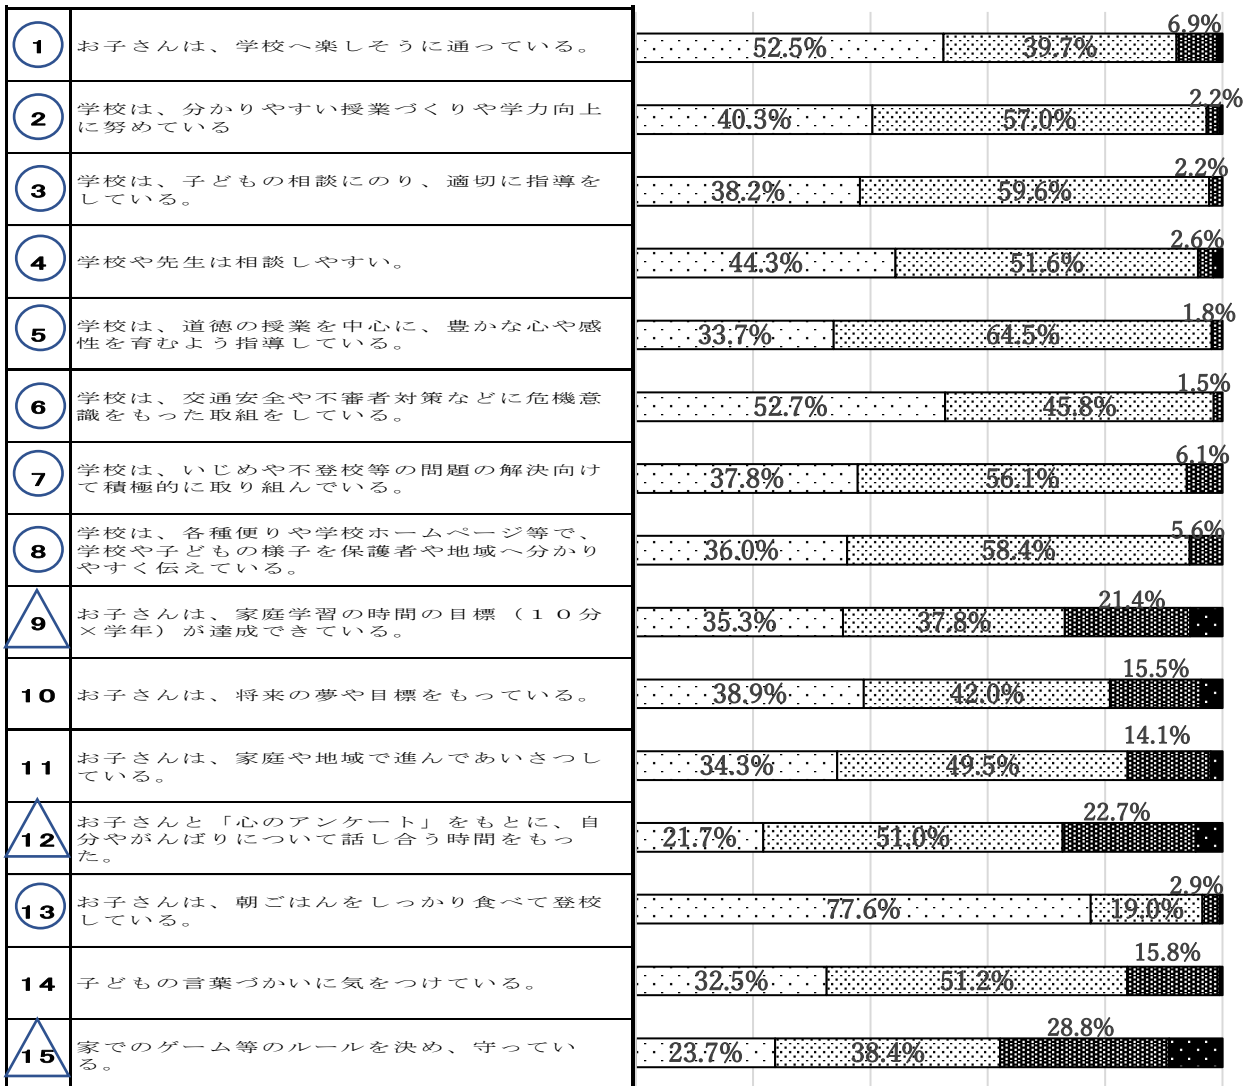 1 お子さんは、学校へ楽しそうに通っている。 52.5% 39.7% 6.9%
2 学校は、分かりやすい授業づくりや学力向上
に努めている 40.3% 57.0% 2.2%
3 学校は、子どもの相談にのり、適切に指導を
している。 38.2% 59.6% 2.2%
4 学校や先生は相談しやすい。 44.3% 51.6% 2.6%
5 学校は、道徳の授業を中心に、豊かな心や感
性を育むよう指導している。 33.7% 64.5% 1.8%
6 学校は、交通安全や不審者対策などに危機意
識をもった取組をしている。 52.7% 45.8% 1.5%
7 学校は、いじめや不登校等の問題の解決向け
て積極的に取り組んでいる。 37.8% 56.1% 6.1%
8 学校は、各種便りや学校ホームページ等で、
学校や子どもの様子を保護者や地域へ分かり
やすく伝えている。 36.0% 58.4% 5.6%
9 お子さんは、家庭学習の時間の目標（１０分
×学年）が達成できている。 35.3% 37.8% 21.4%
10 お子さんは、将来の夢や目標をもっている。 38.9% 42.0% 15.5%
11 お子さんは、家庭や地域で進んであいさつし
ている。 34.3% 49.5% 14.1%
12 お子さんと「心のアンケート」をもとに、自
分やがんばりについて話し合う時間をもっ
た。 21.7% 51.0% 22.7%
13 お子さんは、朝ごはんをしっかり食べて登校
している。 77.6% 19.0% 2.9%
14 子どもの言葉づかいに気をつけている。 32.5% 51.2% 15.8%
15 家でのゲーム等のルールを決め、守ってい
る。 23.7% 38.4% 28.8%